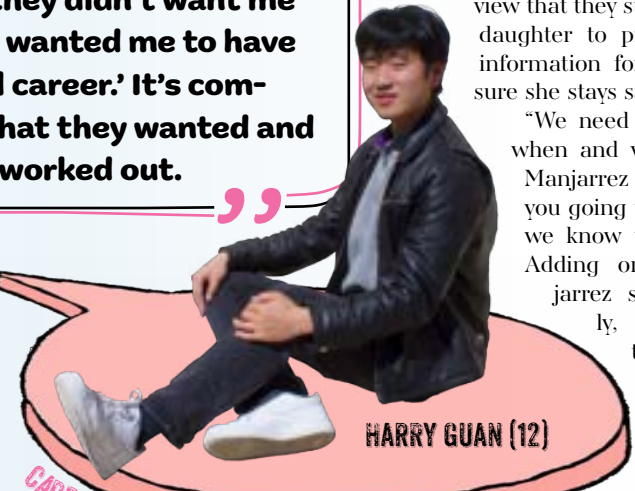 they didn't want me
wanted me to have
career.' It's com-
hat they wanted and
worked out.
”
HARRY GUAN (12)
view that they
daughter to
information
sure she stays
“We need
when and
Manjarrez
you going
we know
Adding
jarrez
ly,